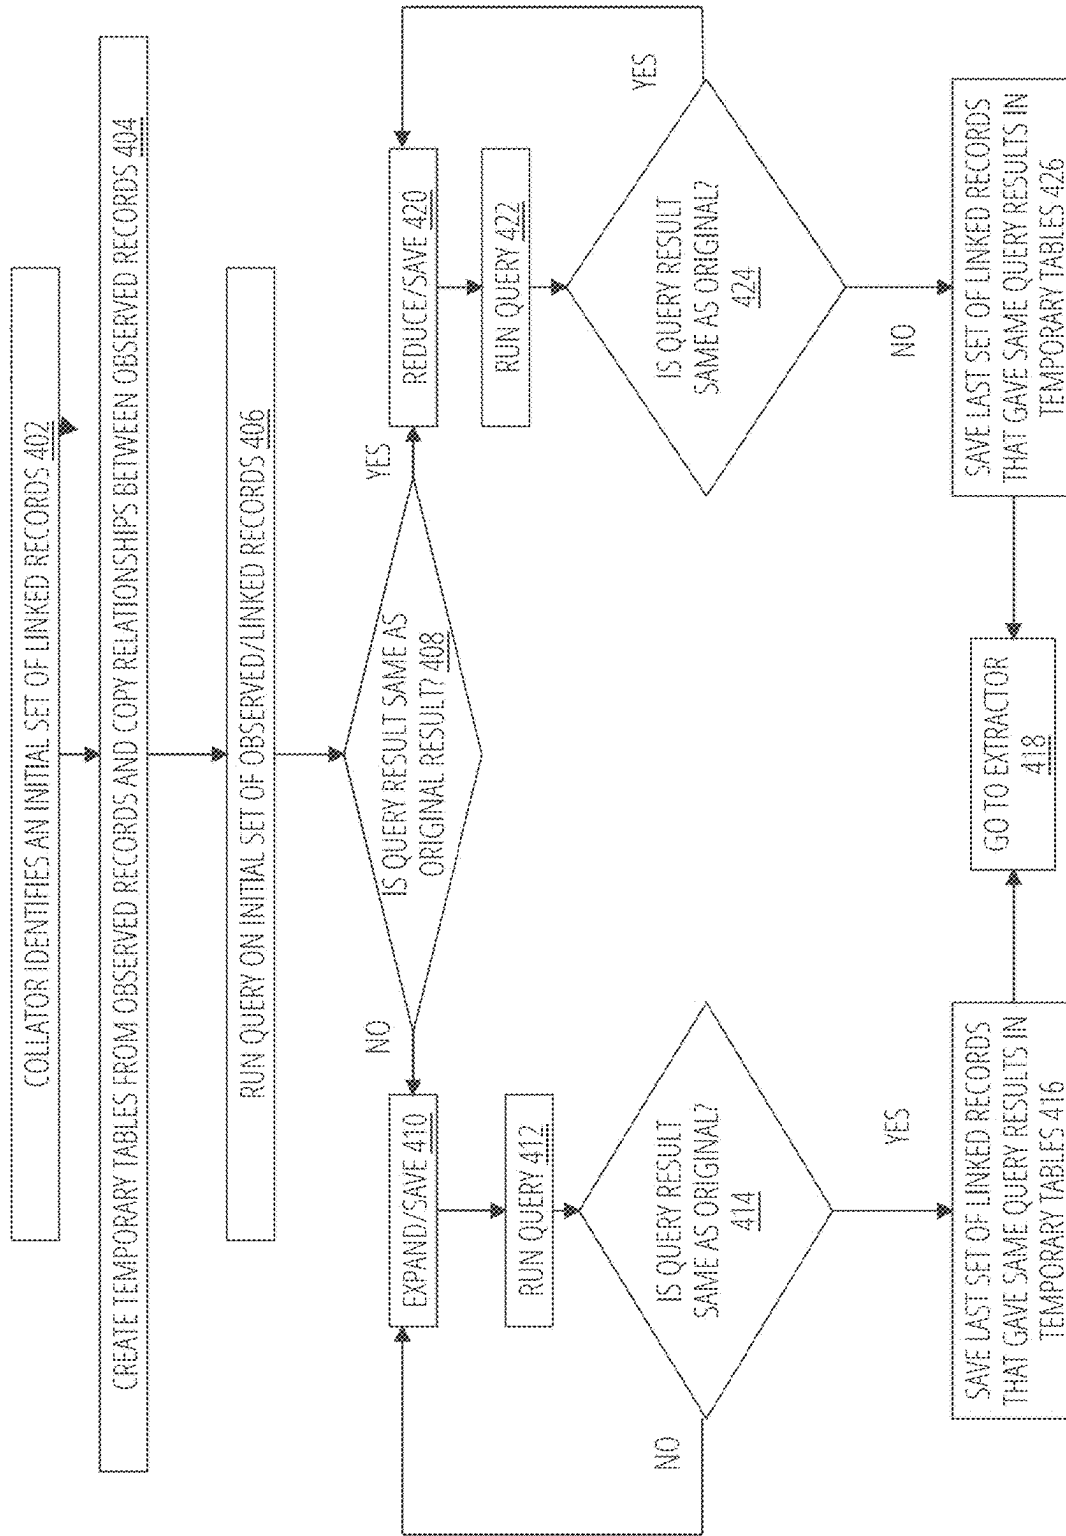 COLLATOR IDENTIFIES AN INITIAL SET OF LINKED RECORDS 402
CREATE TEMPORARY TABLES FROM OBSERVED RECORDS AND COPY RELATIONSHIPS BETWEEN OBSERVED RECORDS 404
RUN QUERY ON INITIAL SET OF OBSERVED/LINKED RECORDS 406
IS QUERY RESULT SAME AS
ORIGINAL RESULT? 408
NO
YES
EXPAND/SAVE 410
RUN QUERY 412
IS QUERY RESULT
SAME AS ORIGINAL?
414
NO
YES
SAVE LAST SET OF LINKED RECORDS
THAT GAVE SAME QUERY RESULTS IN
TEMPORARY TABLES 416
GO TO EXTRACTOR
418
REDUCE/SAVE 420
RUN QUERY 422
IS QUERY RESULT
SAME AS ORIGINAL?
424
YES
NO
SAVE LAST SET OF LINKED RECORDS
THAT GAVE SAME QUERY RESULTS IN
TEMPORARY TABLES 426